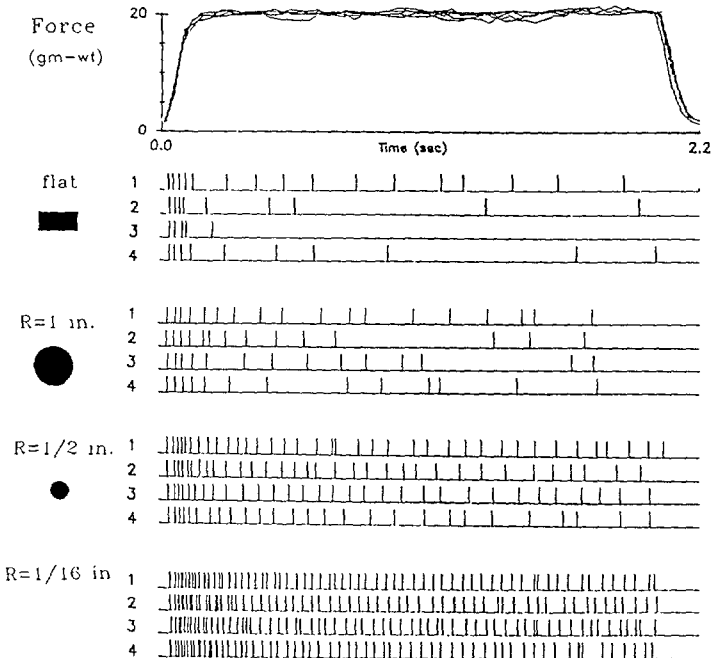 Force
(gm-wt)
20
0
0.0
Time (sec)
2.2
flat
1
2
3
4
R=1 in.
1
2
3
4
R=1/2 in.
1
2
3
4
R=1/16 in
1
2
3
4